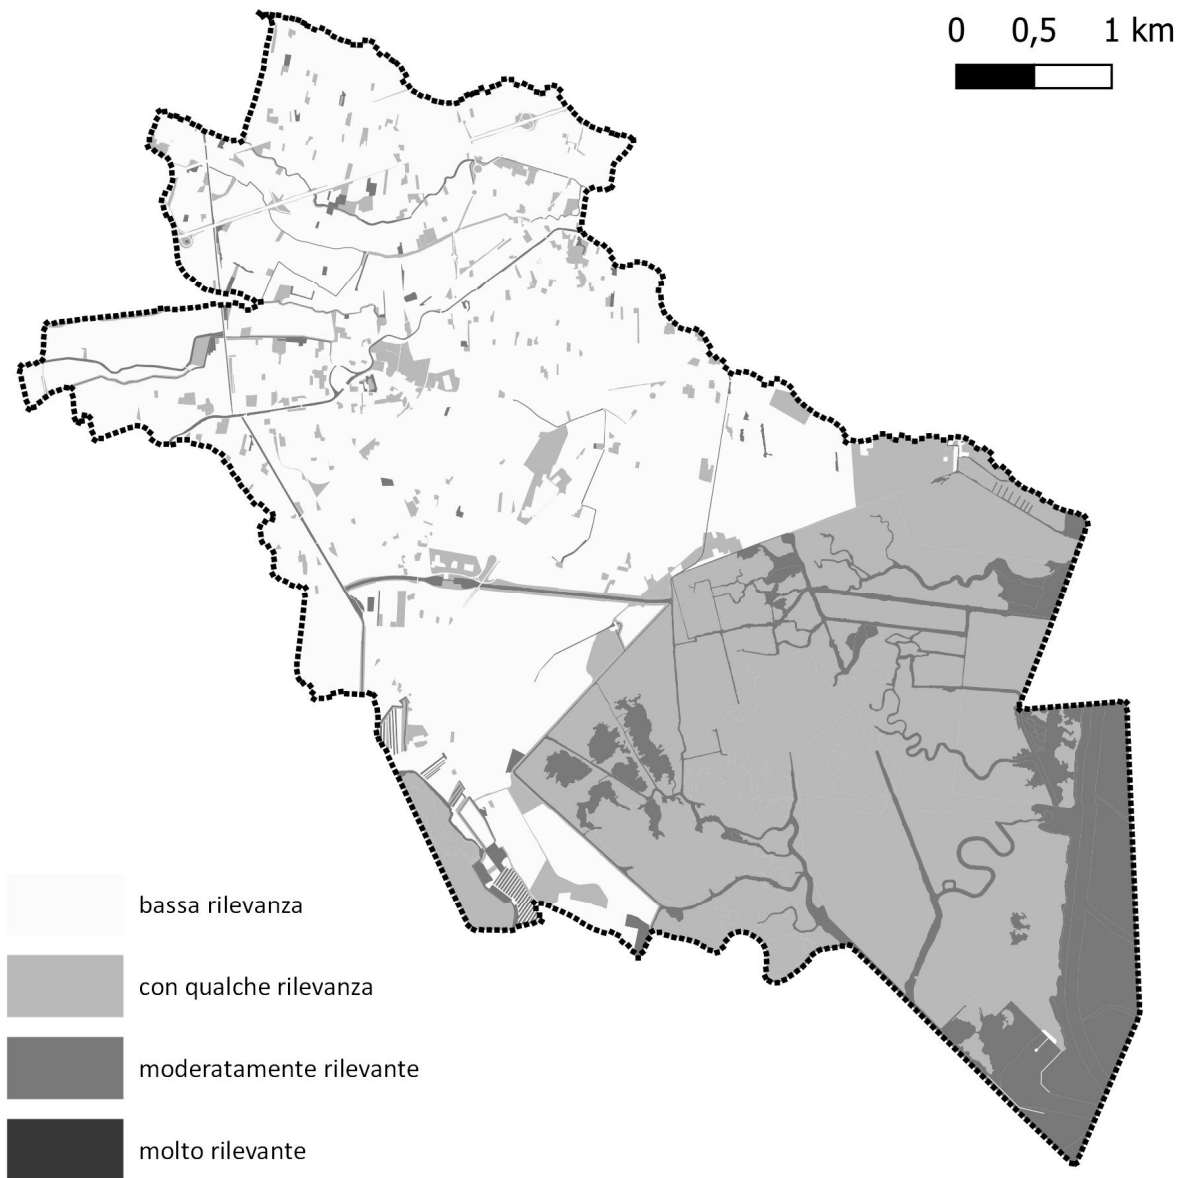 0 0,5 1 km
bassa rilevanza
con qualche rilevanza
moderatamente rilevante
molto rilevante